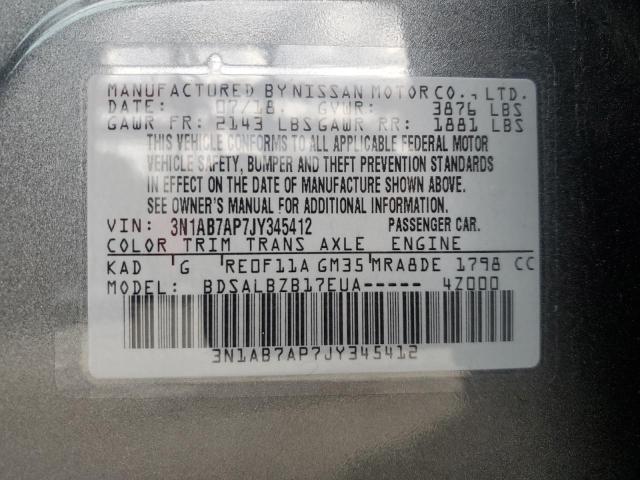 MANUFACTURED BY NISSAN MOTOR CO., LTD.
DATE: 07/18. GVWR: 3876 LBS
GAWR FR: 2143 LBS GAWR RR: 1881 LBS
THIS VEHICLE CONFORMS TO ALL APPLICABLE FEDERAL MOTOR
VEHICLE SAFETY, BUMPER AND THEFT PREVENTION STANDARDS
IN EFFECT ON THE DATE OF MANUFACTURE SHOWN ABOVE.
SEE OWNER'S MANUAL FOR ADDITIONAL INFORMATION.
VIN: 3N1AB7AP7JY345412 PASSENGER CAR.
COLOR TRIM TRANS AXLE ENGINE
KAD G RE0F11A GM35 MRA8DE 1798 CC
MODEL: BDSALBZB17EUA----- 4Z000
3N1AB7AP7JY345412